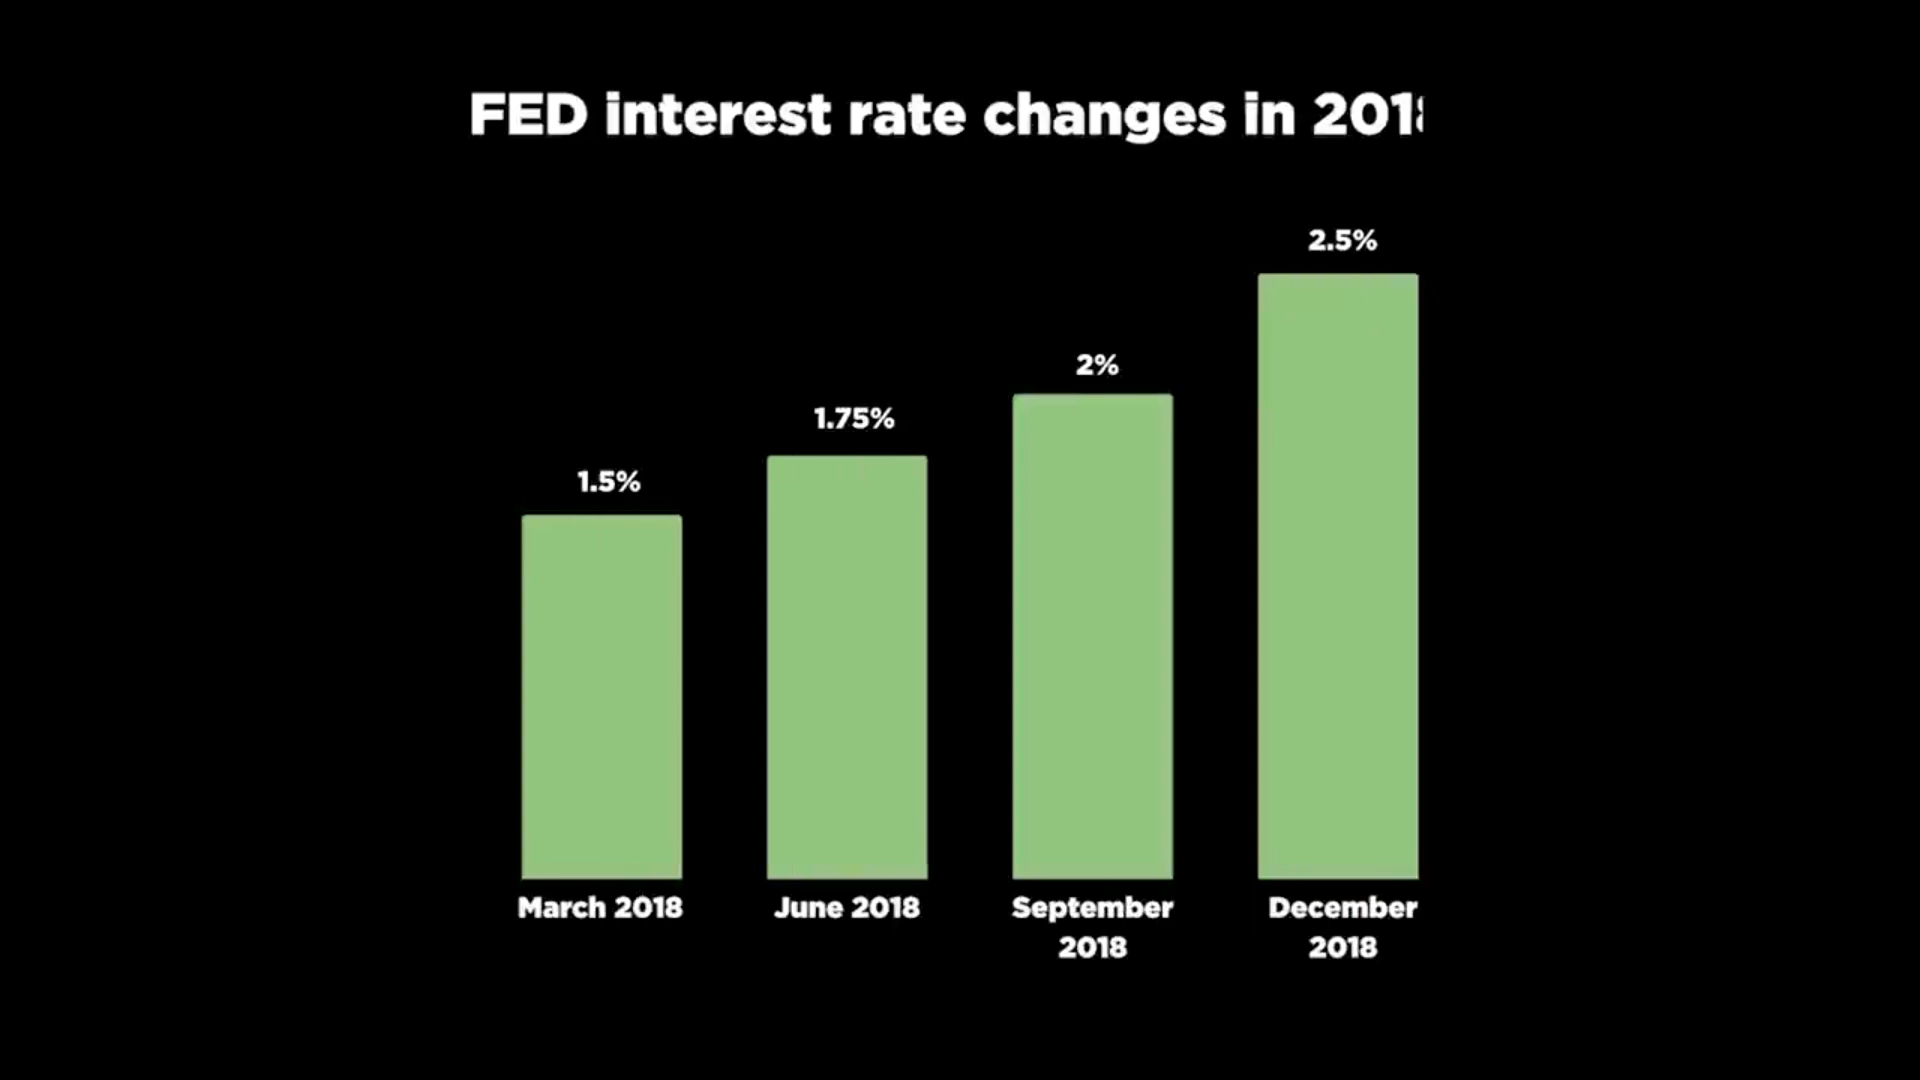 FED interest rate changes in 2018
2.5%
2%
1.75%
1.5%
March 2018
June 2018
September
2018
December
2018